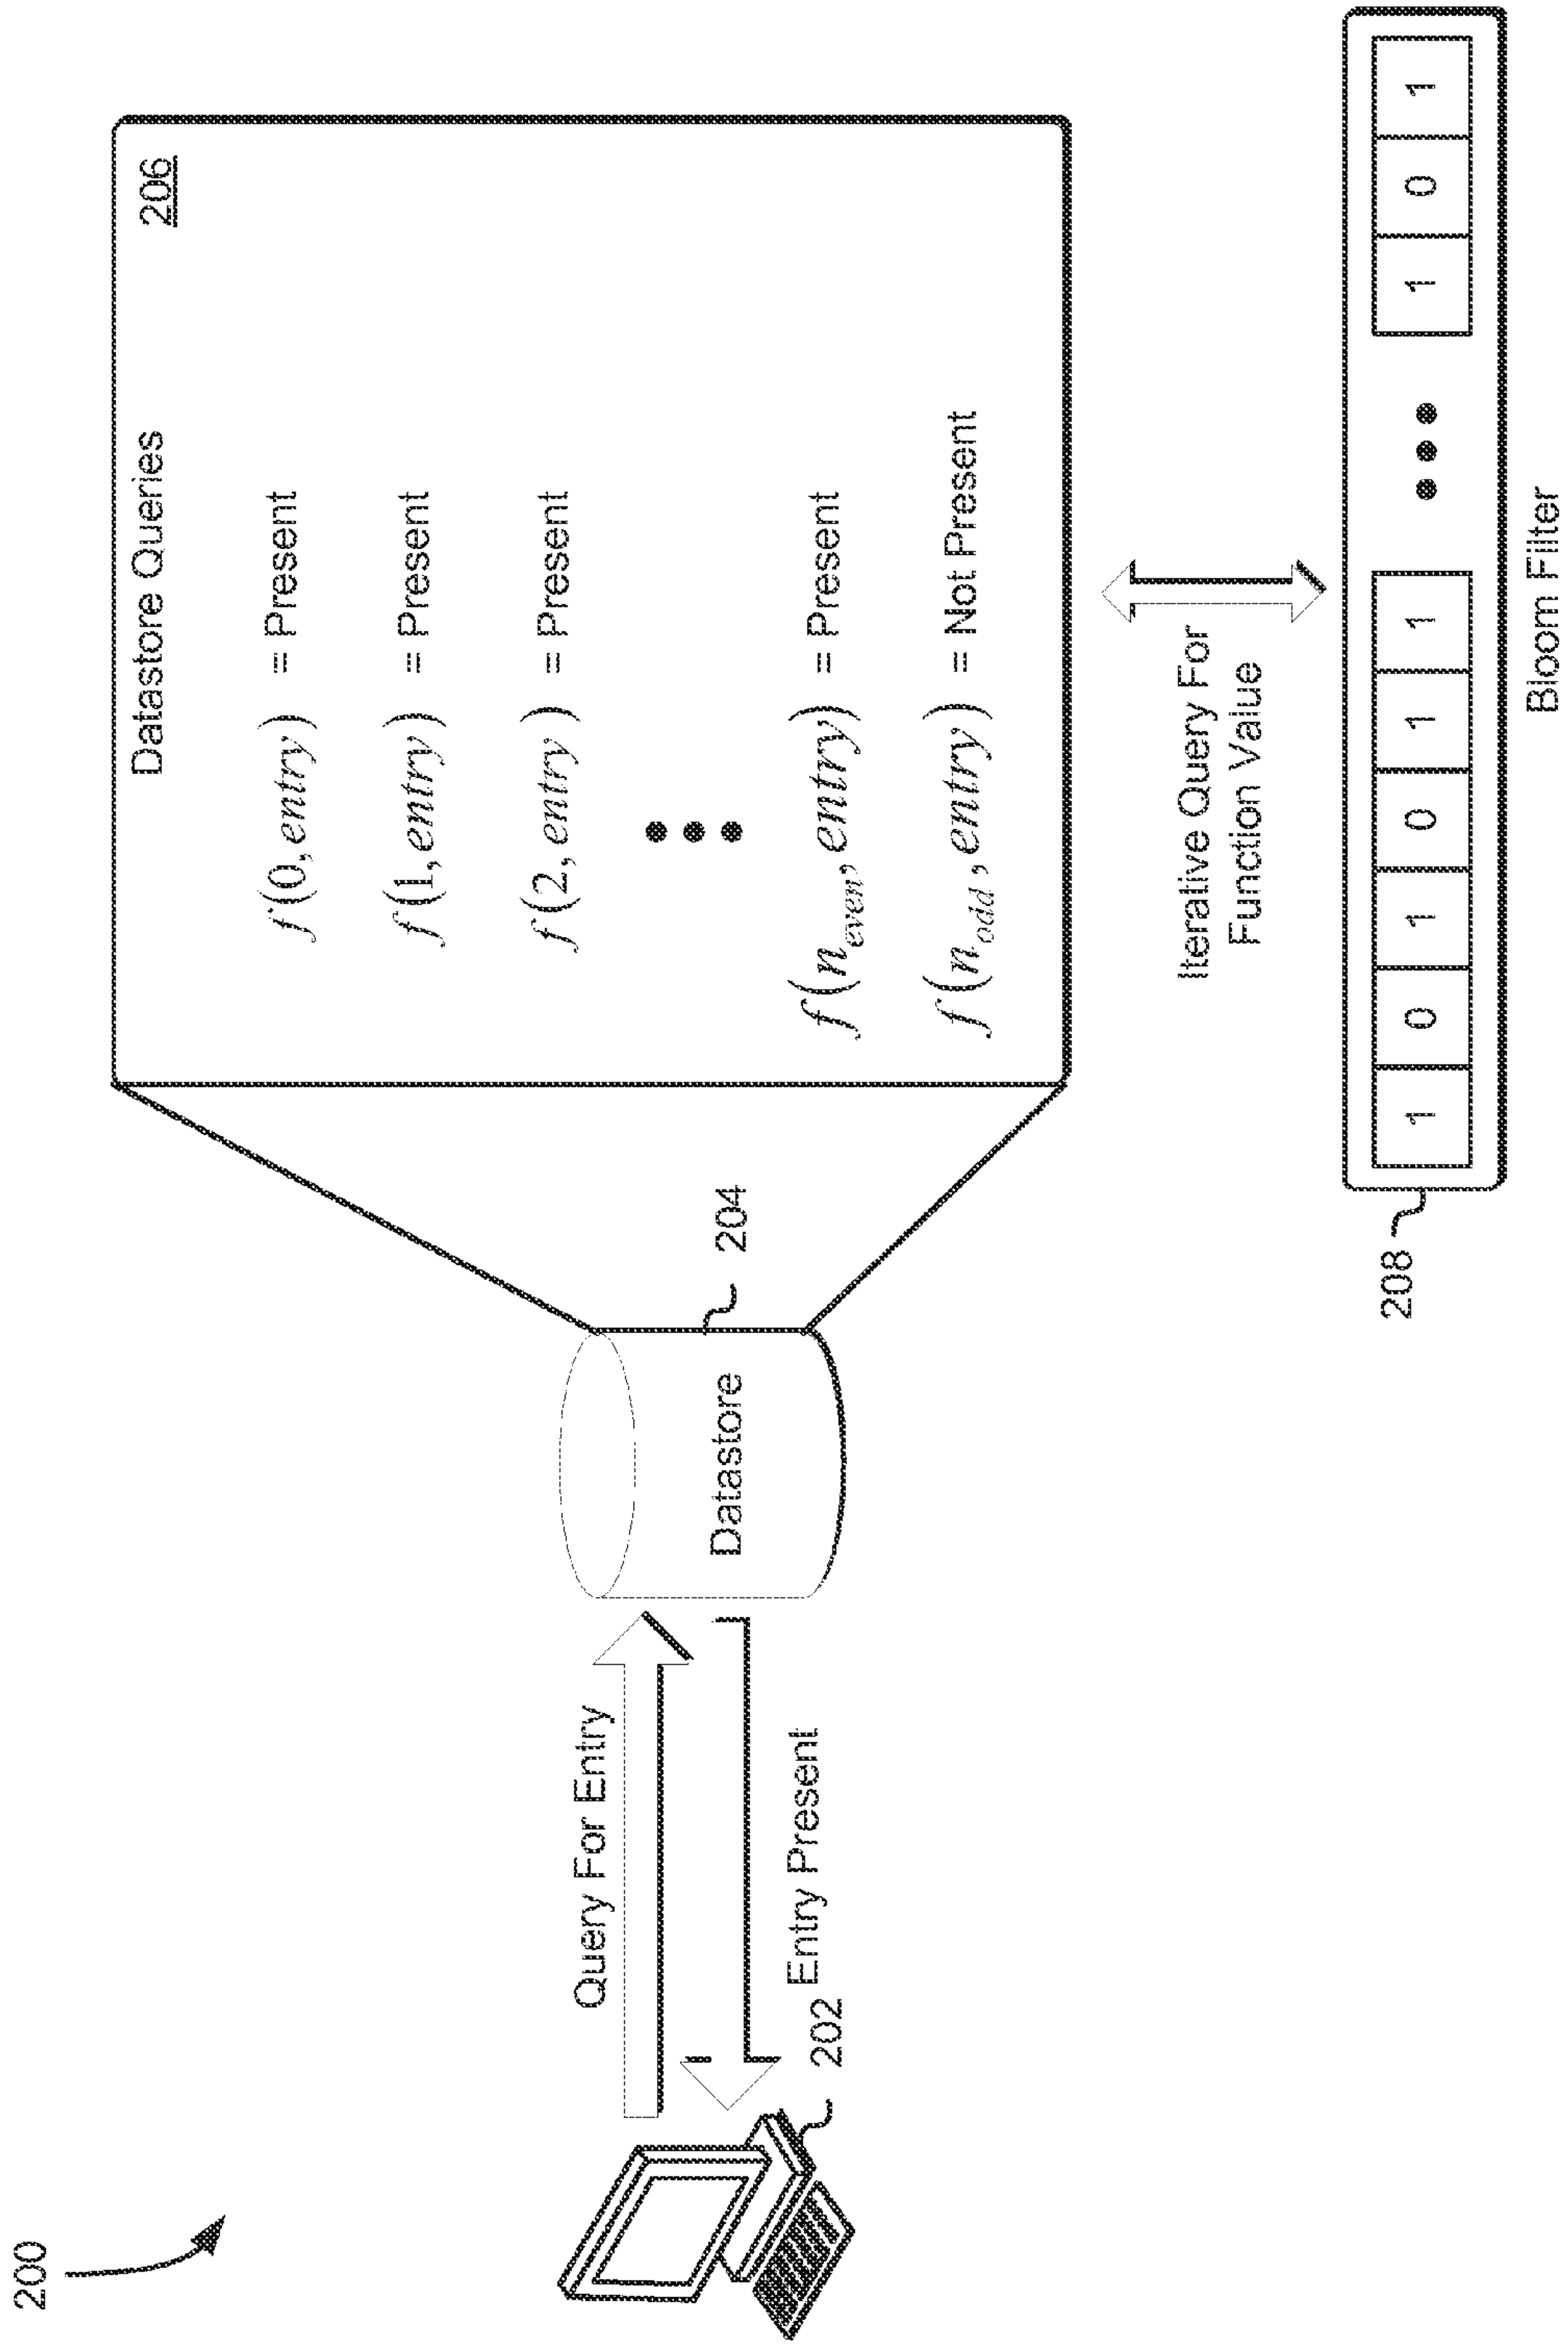 200
Datastore Queries
206
f(0,entry) = Present
f(1,entry) = Present
f(2,entry) = Present
f(n_even,entry) = Present
f(n_odd,entry) = Not Present
Query For Entry
Datastore
204
Entry Present
202
Iterative Query For
Function Value
208
1 0 1 0 1 1 1 0 1
Bloom Filter